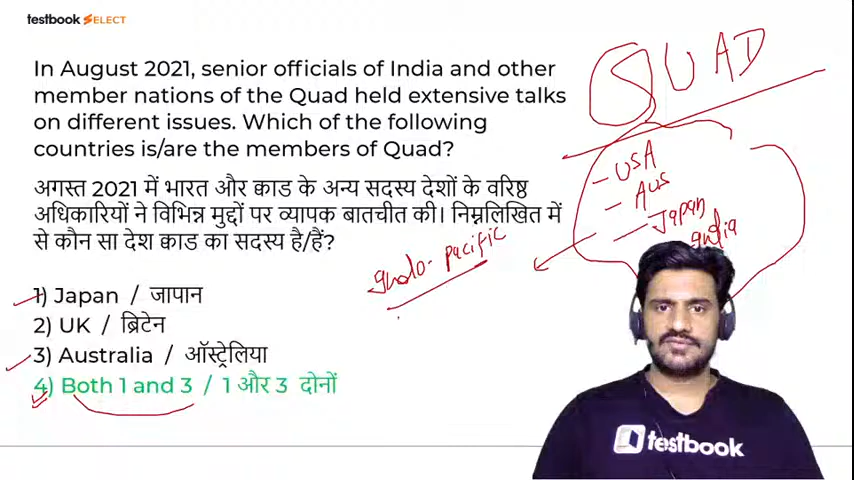 testbook SELECT
In August 2021, senior officials of India and other
member nations of the Quad held extensive talks
on different issues. Which of the following
countries is/are the members of Quad?
अगस्त 2021 में भारत और क्वाड के अन्य सदस्य देशों के वरिष्ठ
अधिकारियों ने विभिन्न मुद्दों पर व्यापक बातचीत की। निम्नलिखित में
से कौन सा देश क्वाड का सदस्य है/हैं?
1) Japan / जापान
2) UK / ब्रिटेन
3) Australia / ऑस्ट्रेलिया
4) Both 1 and 3 / 1 और 3 दोनों
QUAD
- USA
- AUS
- Japan
- India
Indo-pacific
testbook